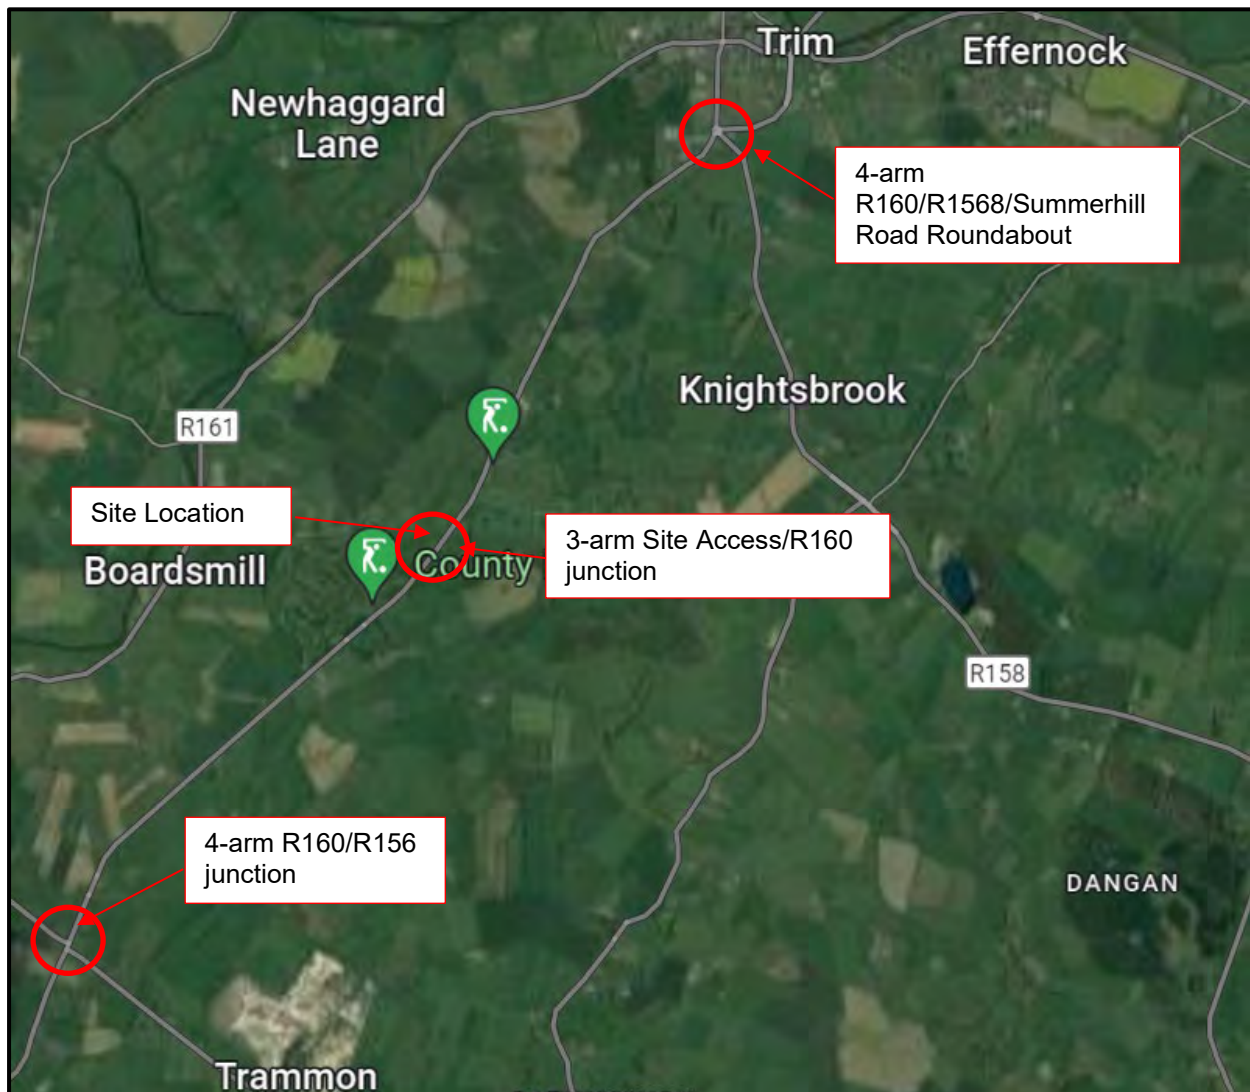 Trim
Effernock
Newhaggard
Lane
4-arm
R160/R1568/Summerhill
Road Roundabout
Knightsbrook
R161
Site Location
3-arm Site Access/R160
junction
County
Boardsmill
R158
4-arm R160/R156
junction
DANGAN
Trammon